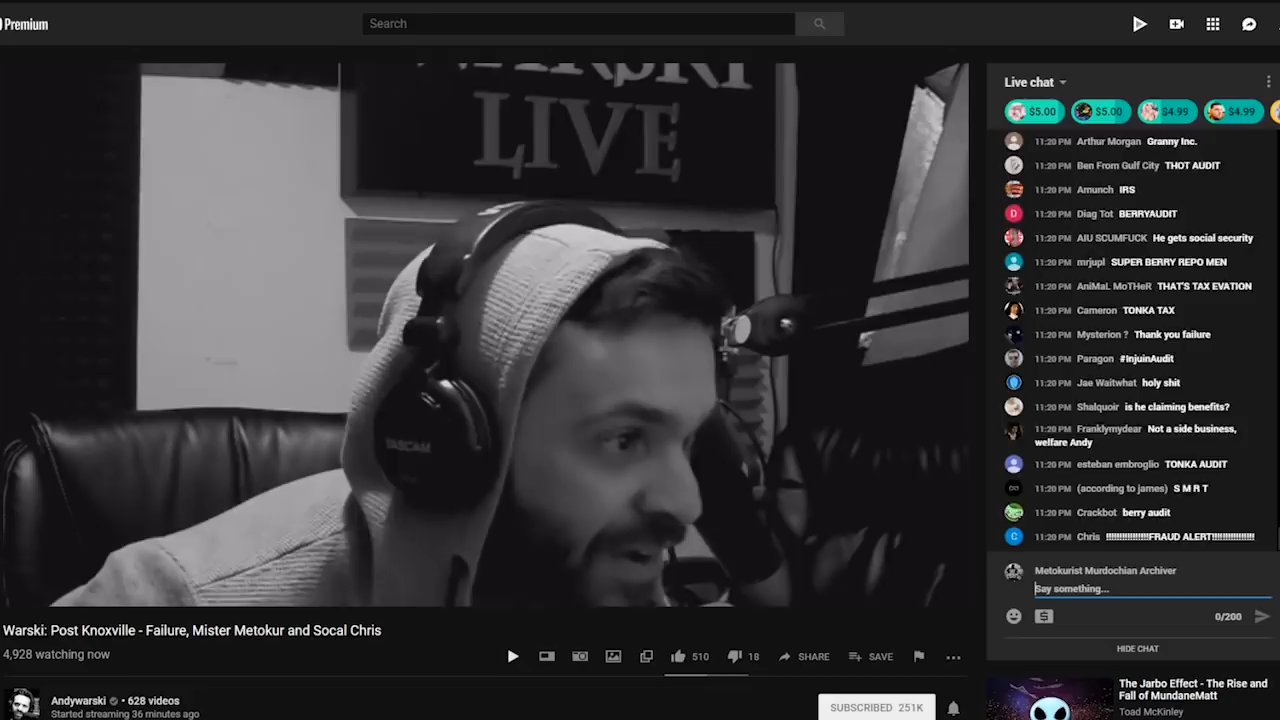 Premium
Search
LIVE
TASCAM
Live chat
$5.00
$5.00
$4.99
$4.99
11:20 PM Arthur Morgan Granny Inc.
11:20 PM Ben From Gulf City THOT AUDIT
11:20 PM Amunch IRS
D
11:20 PM Diag Tot BERRYAUDIT
11:20 PM AIU SCUMFUCK He gets social security
11:20 PM mrjupl SUPER BERRY REPO MEN
11:20 PM AniMaL MoTHeR THAT'S TAX EVATION
11:20 PM Cameron TONKA TAX
11:20 PM Mysterion ? Thank you failure
11:20 PM Paragon #InjuinAudit
11:20 PM Jae Waitwhat holy shit
11:20 PM Shalquoir is he claiming benefits?
11:20 PM Franklymydear Not a side business,
welfare Andy
11:20 PM esteban embroglio TONKA AUDIT
11:20 PM (according to james) S M R T
11:20 PM Crackbot berry audit
C
11:20 PM Chris !!!!!!!!!!!!!!!!FRAUD ALERT!!!!!!!!!!!!!!!!
Metokurist Murdochian Archiver
Say something...
0/200
HIDE CHAT
Warski: Post Knoxville - Failure, Mister Metokur and Socal Chris
4,928 watching now
510
18
SHARE
SAVE
Andywarski • 628 videos
Started streaming 36 minutes ago
SUBSCRIBED 251K
The Jarbo Effect - The Rise and
Fall of MundaneMatt
Toad McKinley